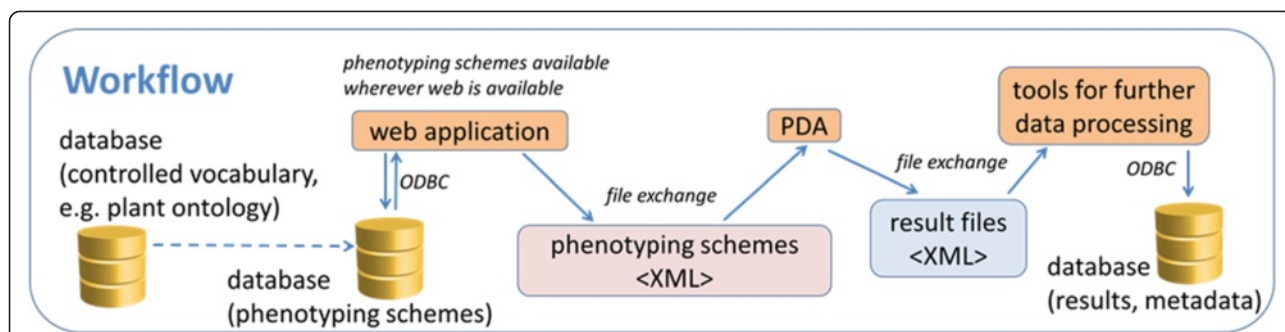 Workflow
phenotyping schemes available
wherever web is available
web application
database
(controlled vocabulary,
e.g. plant ontology)
ODBC
database
(phenotyping schemes)
file exchange
phenotyping schemes
<XML>
PDA
file exchange
result files
<XML>
tools for further
data processing
ODBC
database
(results, metadata)